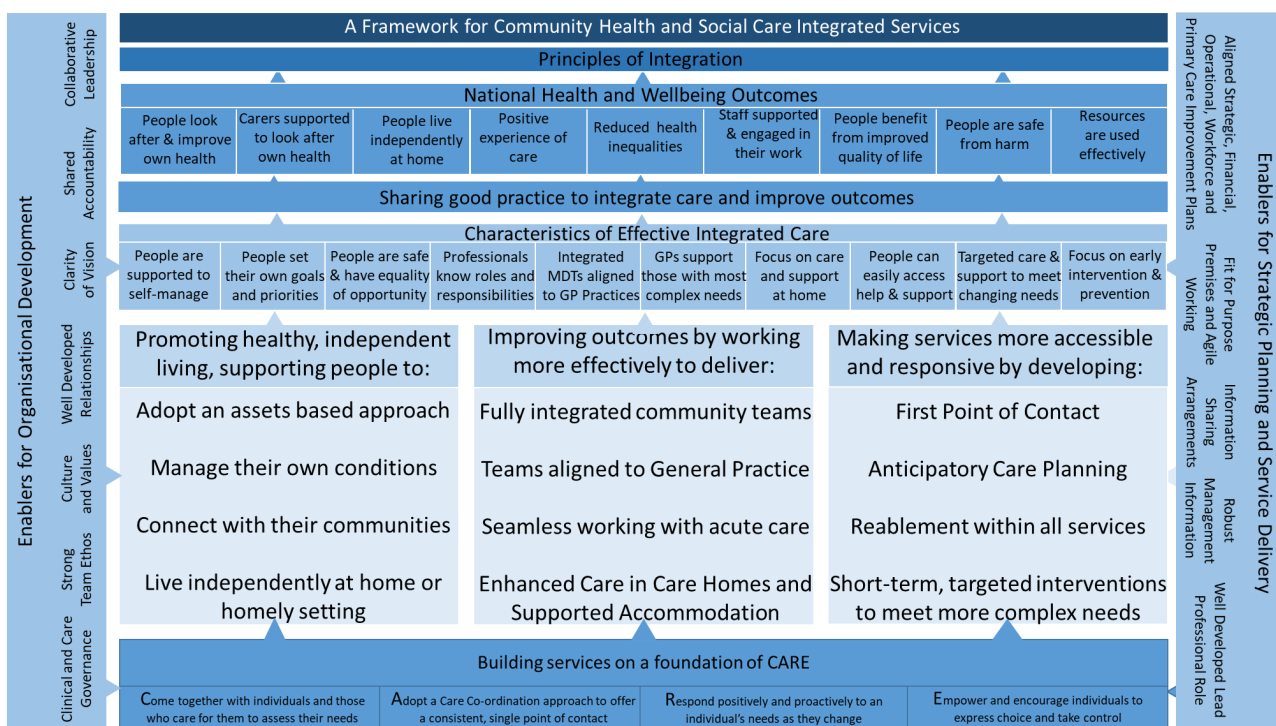 A Framework for Community Health and Social Care Integrated Services
Principles of Integration
National Health and Wellbeing Outcomes
People look
after & improve
own health
Carers supported
to look after
own health
People live
independently
at home
Positive
experience of
care
Reduced health
inequalities
Staff supported
& engaged in
their work
People benefit
from improved
quality of life
People are safe
from harm
Resources
are used
effectively
Sharing good practice to integrate care and improve outcomes
Characteristics of Effective Integrated Care
People are
supported to
self-manage
People set
their own goals
and priorities
People are safe
& have equality
of opportunity
Professionals
know roles and
responsibilities
Integrated
MDTs aligned
to GP Practices
GPs support
those with most
complex needs
Focus on care
and support
at home
People can
easily access
help & support
Targeted care &
support to meet
changing needs
Focus on early
intervention &
prevention
Promoting healthy, independent
living, supporting people to:
Adopt an assets based approach
Manage their own conditions
Connect with their communities
Live independently at home or
homely setting
Improving outcomes by working
more effectively to deliver:
Fully integrated community teams
Teams aligned to General Practice
Seamless working with acute care
Enhanced Care in Care Homes and
Supported Accommodation
Making services more accessible
and responsive by developing:
First Point of Contact
Anticipatory Care Planning
Reablement within all services
Short-term, targeted interventions
to meet more complex needs
Building services on a foundation of CARE
Come together with individuals and those
who care for them to assess their needs
Adopt a Care Co-ordination approach to offer
a consistent, single point of contact
Respond positively and proactively to an
individual's needs as they change
Empower and encourage individuals to
express choice and take control
Enablers for Organisational Development
Collaborative
Leadership
Shared
Accountability
Clarity
of Vision
Well Developed
Relationships
Culture
and Values
Strong
Team Ethos
Clinical and Care
Governance
Enablers for Strategic Planning and Service Delivery
Aligned Strategic, Financial,
Operational, Workforce and
Primary Care Improvement Plans
Fit for Purpose
Premises and Agile
Working
Information
Sharing
Arrangements
Robust
Management
Information
Well Developed Lead
Professional Role